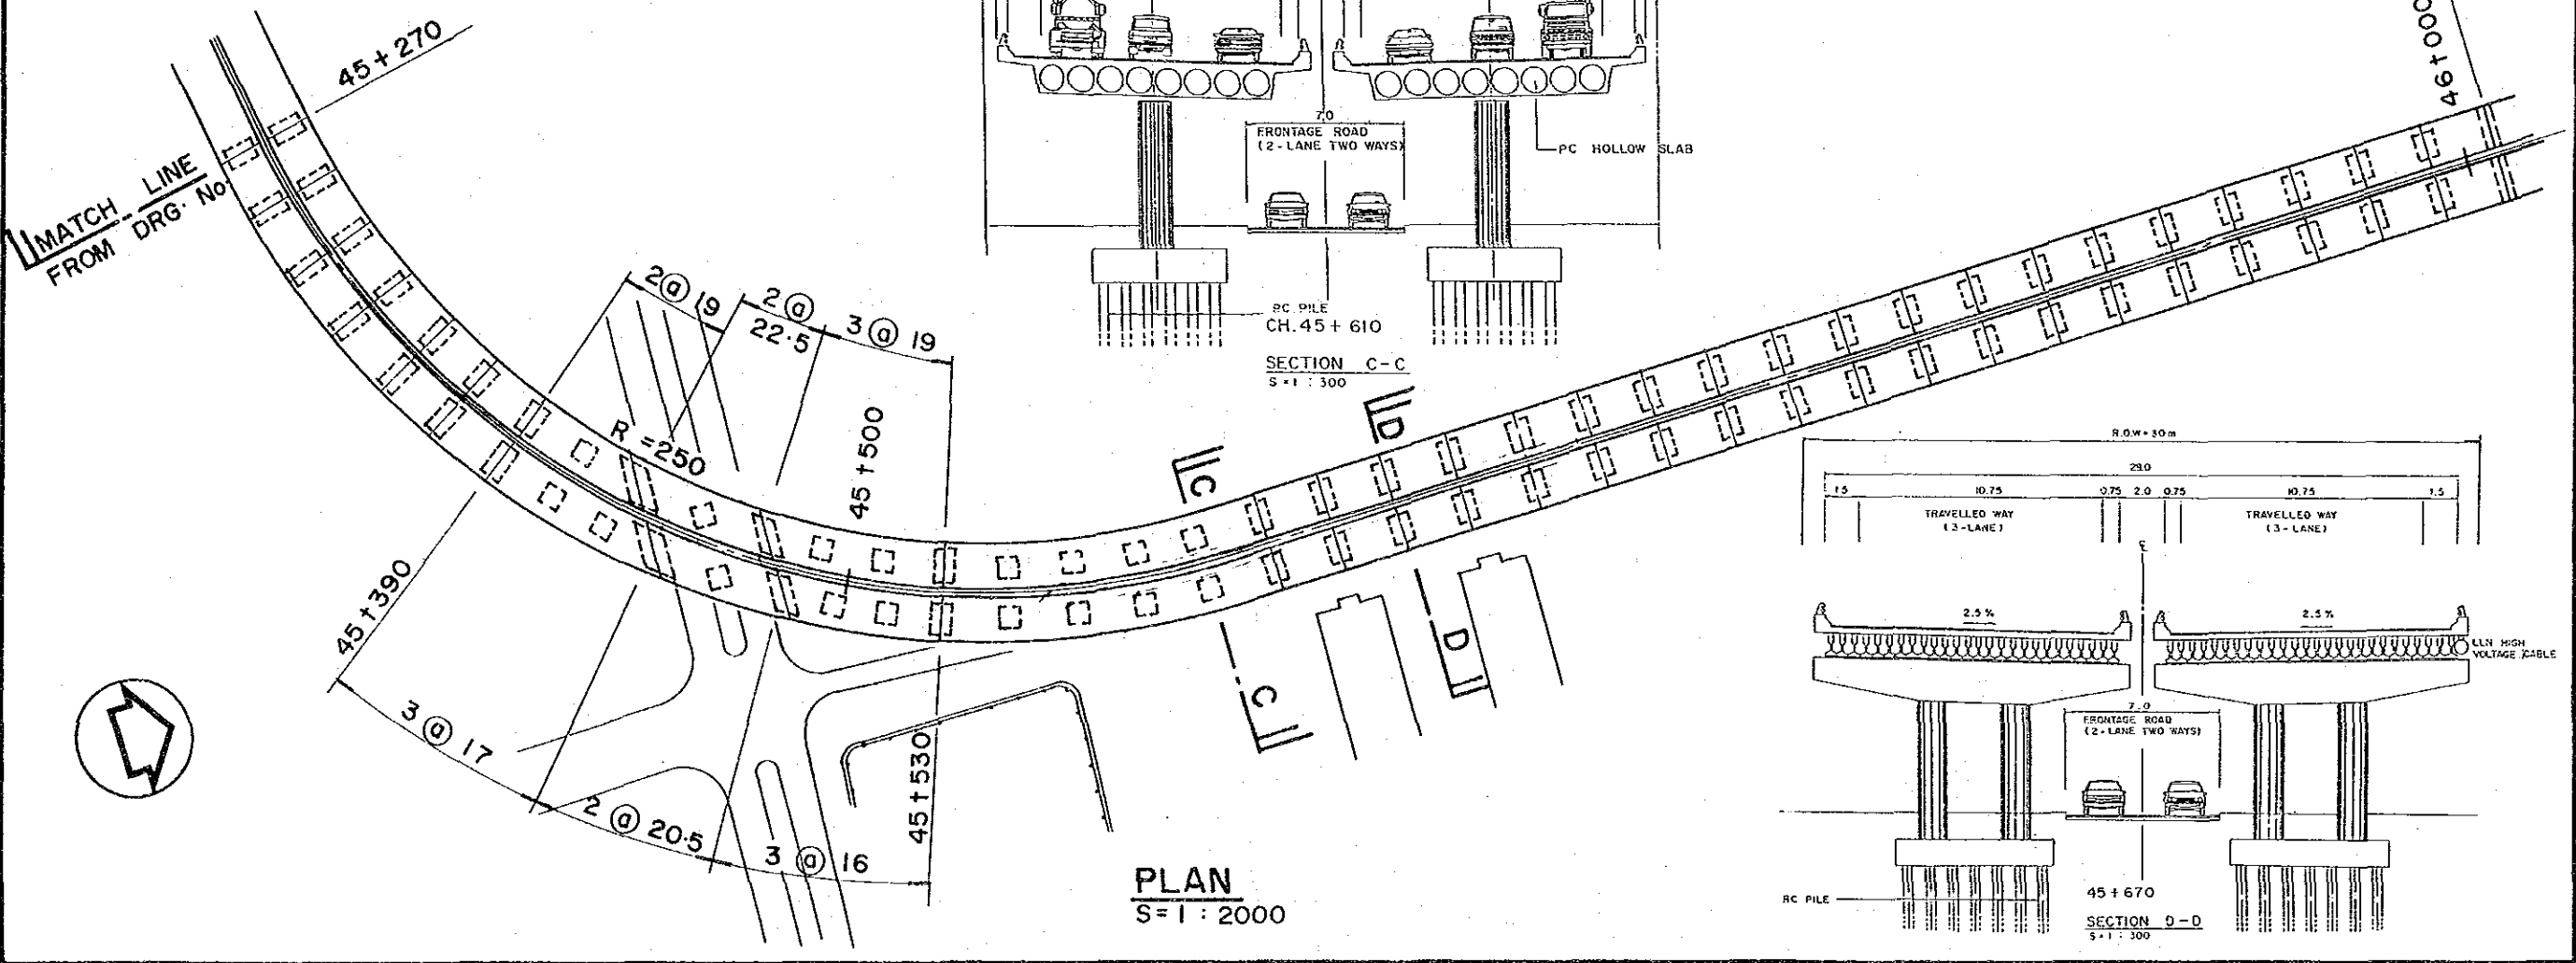 45+270
MATCH LINE
FROM DRG. No.
2@19
2@
22.5
3@19
R=250
45+500
45+390
3@17
2@20.5
3@16
45+530
C
D
C
D
46+000
PLAN
S=1:2000
7.0
FRONTAGE ROAD
(2-LANE TWO WAYS)
PC HOLLOW SLAB
RC PILE
CH.45+610
SECTION C-C
S=1:300
R.O.W=30m
29.0
1.5 10.75 0.75 2.0 0.75 10.75 1.5
TRAVELLED WAY
(3-LANE)
TRAVELLED WAY
(3-LANE)
2.5%
2.5%
LLN HIGH
VOLTAGE CABLE
7.0
FRONTAGE ROAD
(2-LANE TWO WAYS)
RC PILE
45+670
SECTION D-D
S=1:300